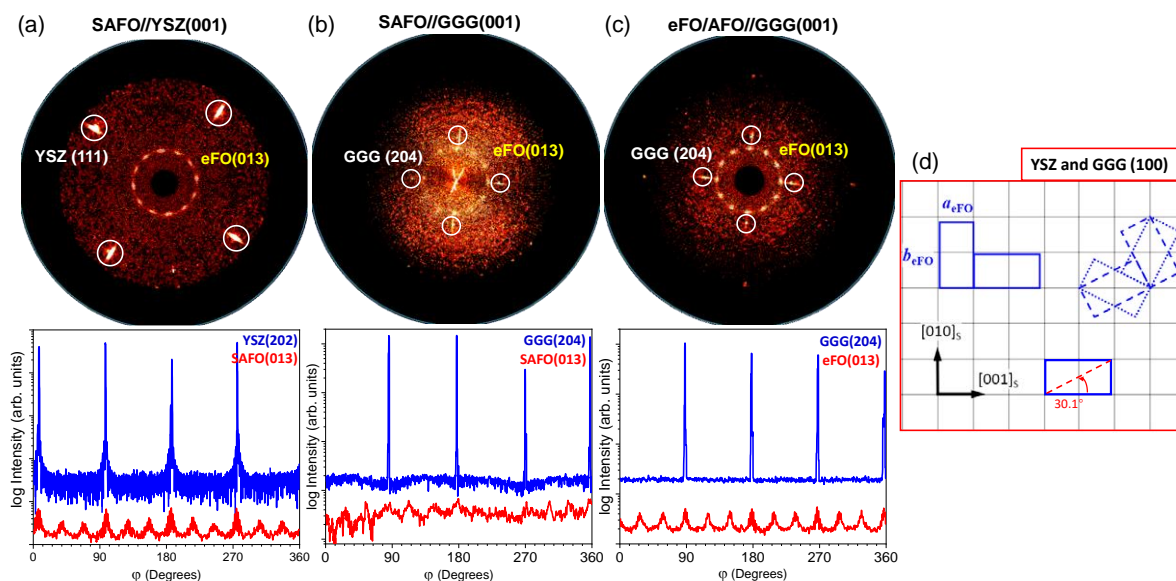 (a)
SAFO//YSZ(001)
YSZ (111)
eFO(013)
log Intensity (arb. units)
YSZ(202)
SAFO(013)
0
90
180
270
360
φ (Degrees)
(b)
SAFO//GGG(001)
GGG (204)
eFO(013)
log Intensity (arb. units)
GGG(204)
SAFO(013)
0
90
180
270
360
φ (Degrees)
(c)
eFO/AFO//GGG(001)
GGG (204)
eFO(013)
log Intensity (arb. units)
GGG(204)
eFO(013)
0
90
180
270
360
φ (Degrees)
(d)
YSZ and GGG (100)
aeFO
beFO
[010]S
[001]S
30.1°